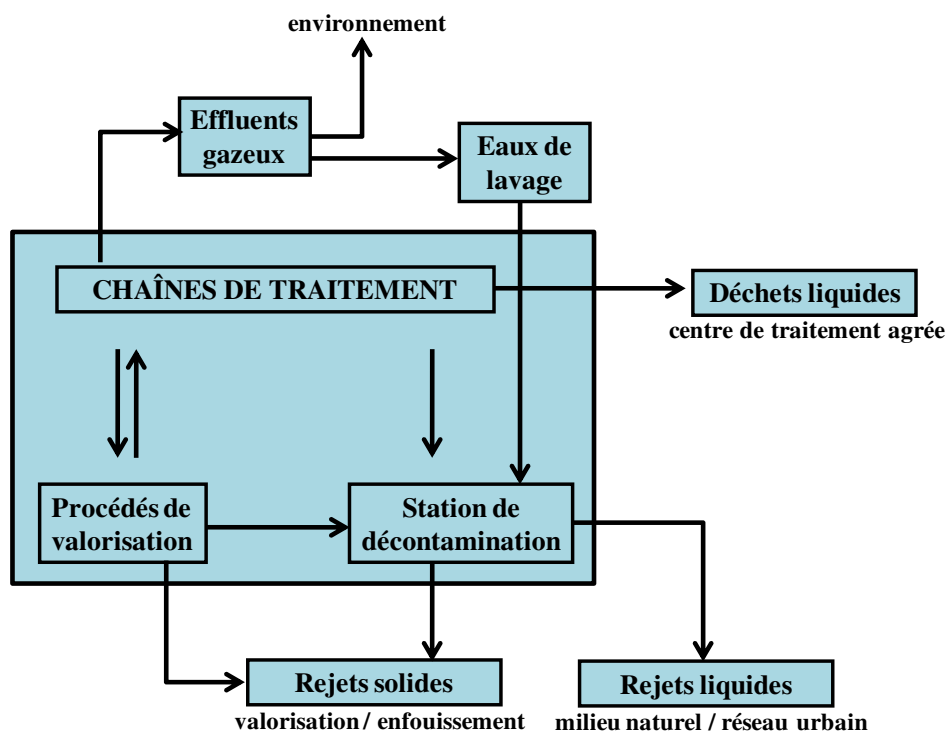 environnement
Effluents
gazeux
Eaux de
lavage
CHAÎNES DE TRAITEMENT
Déchets liquides
centre de traitement agrée
Procédés de
valorisation
Station de
décontamination
Rejets solides
valorisation / enfouissement
Rejets liquides
milieu naturel / réseau urbain